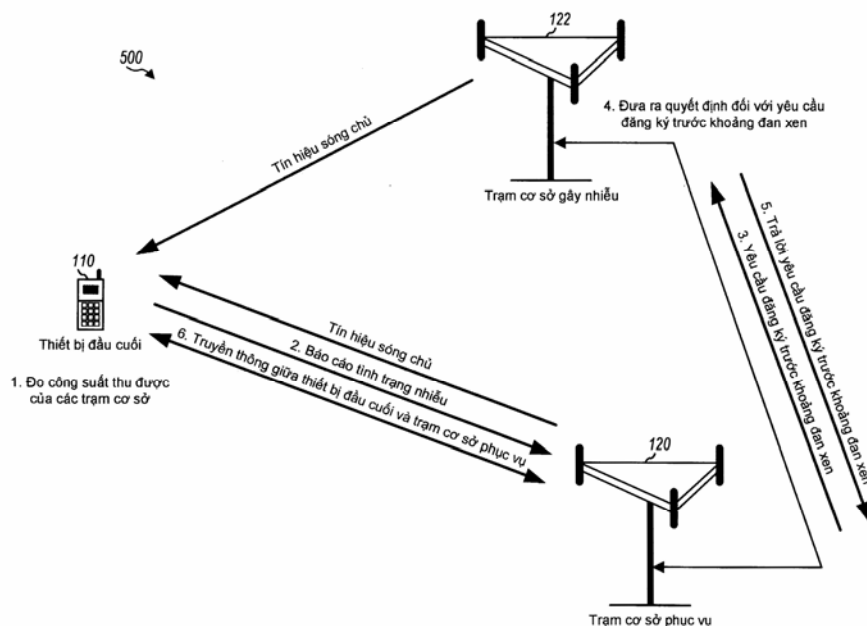 122
500
4. Đưa ra quyết định đối với yêu cầu
đăng ký trước khoảng đan xen
Tín hiệu sóng chủ
Trạm cơ sở gây nhiễu
5. Trả lời yêu cầu đăng ký trước khoảng đan xen
3. Yêu cầu đăng ký trước khoảng đan xen
110
Thiết bị đầu cuối
1. Đo công suất thu được
của các trạm cơ sở
Tín hiệu sóng chủ
2. Báo cáo tình trạng nhiễu
6. Truyền thông giữa thiết bị đầu cuối và trạm cơ sở phục vụ
120
Trạm cơ sở phục vụ